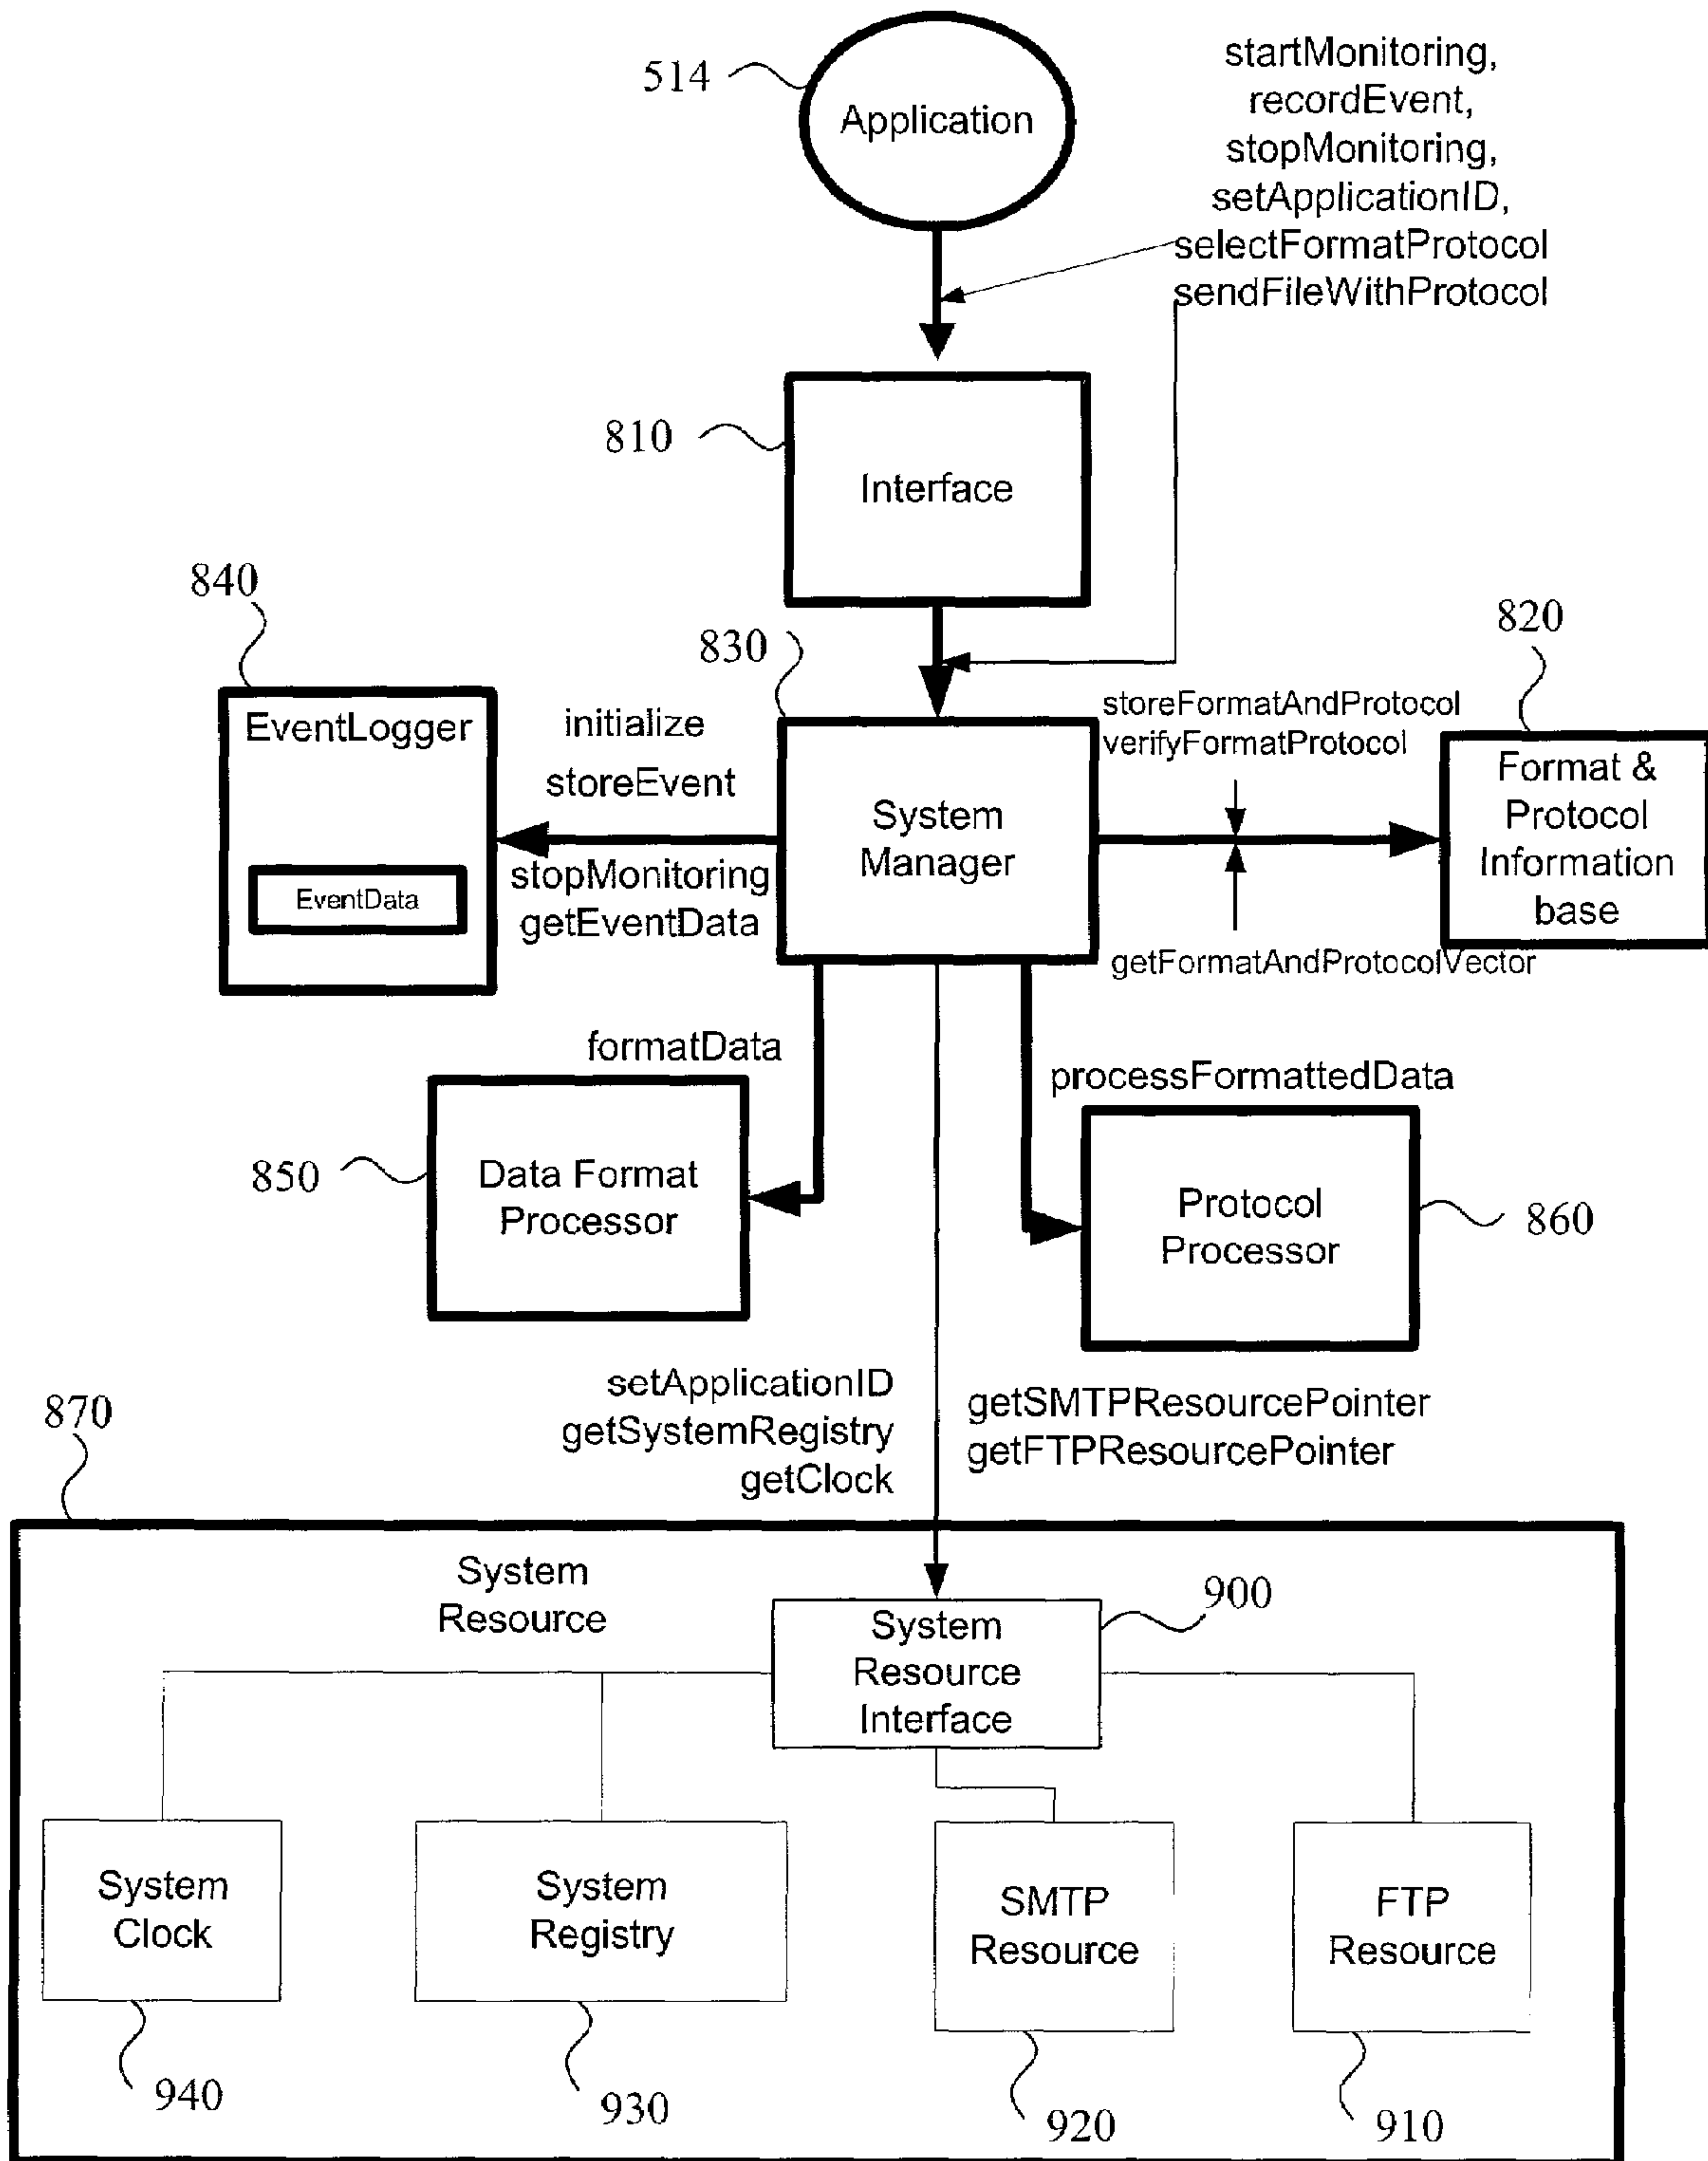 514
Application
startMonitoring,
recordEvent,
stopMonitoring,
setApplicationID,
selectFormatProtocol
sendFileWithProtocol
810
Interface
840
830
820
EventLogger
EventData
initialize
storeEvent
stopMonitoring
getEventData
System
Manager
storeFormatAndProtocol
verifyFormatProtocol
getFormatAndProtocolVector
Format &
Protocol
Information
base
formatData
processFormattedData
850
Data Format
Processor
Protocol
Processor
860
setApplicationID
getSystemRegistry
getClock
getSMTPResourcePointer
getFTPResourcePointer
870
System
Resource
System
Resource
Interface
900
System
Clock
System
Registry
SMTP
Resource
FTP
Resource
940
930
920
910